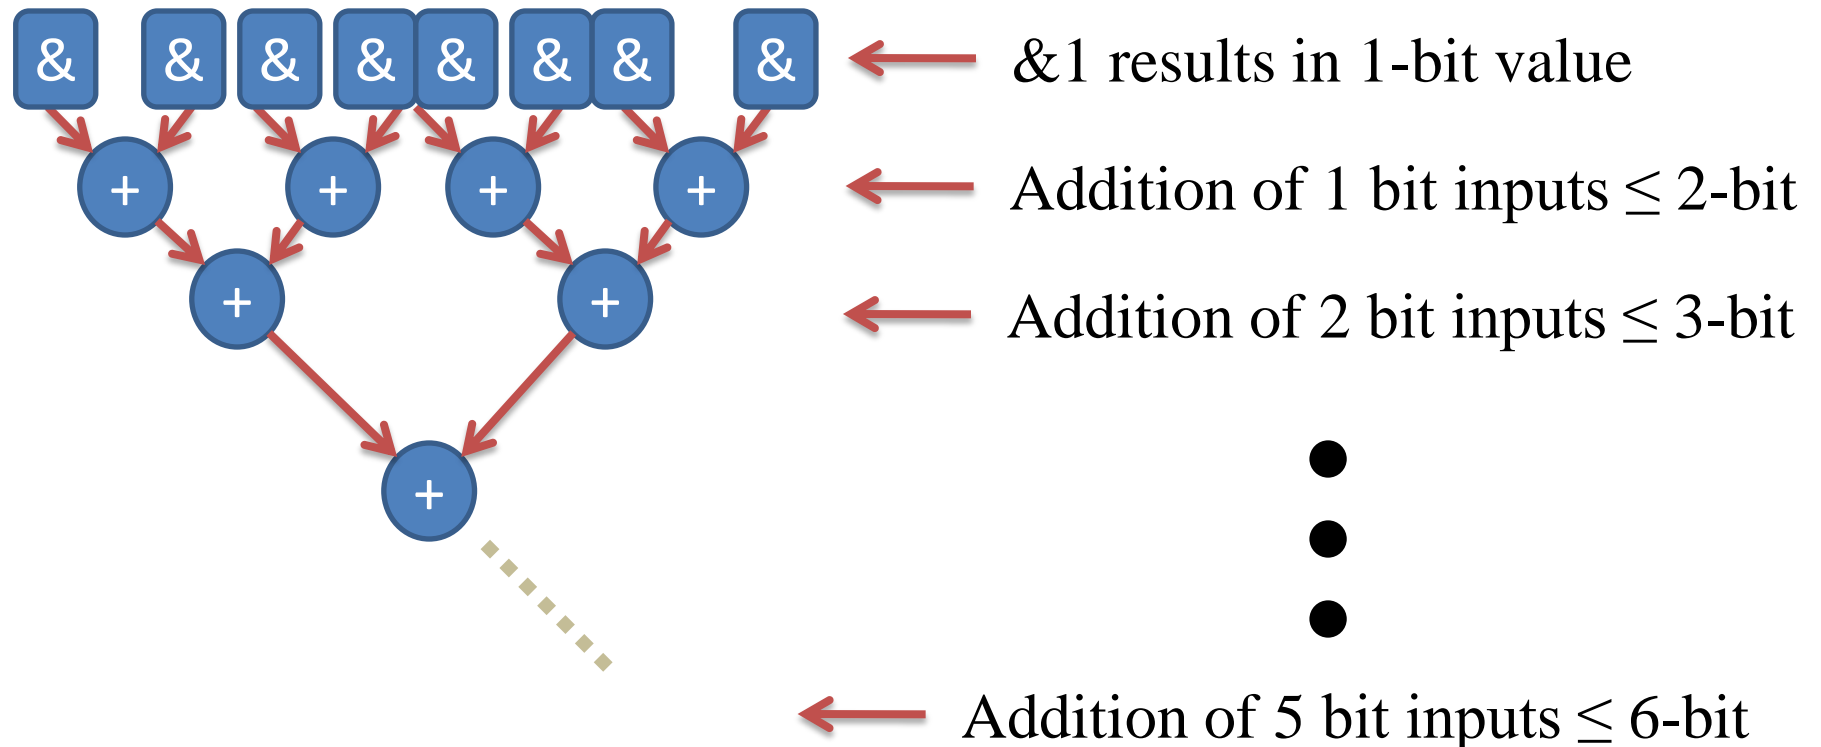 & & & & & & & & &1 results in 1-bit value
+ + + + Addition of 1 bit inputs ≤ 2-bit
+ + Addition of 2 bit inputs ≤ 3-bit
+
Addition of 5 bit inputs ≤ 6-bit